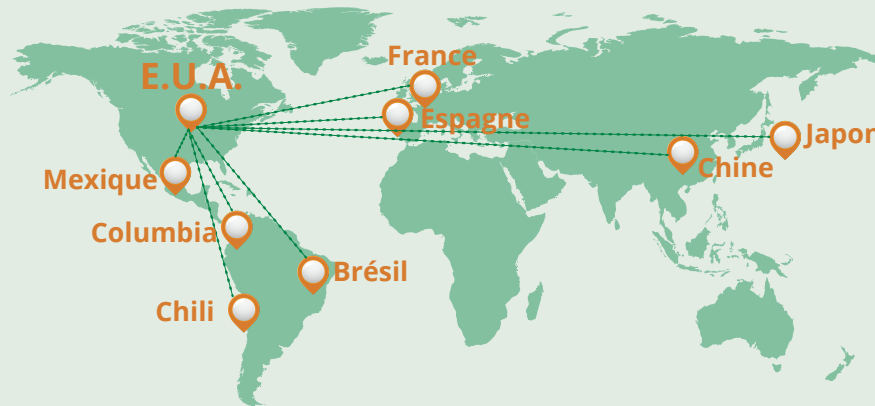 France
E.U.A.
Espagne
Japon
Chine
Mexique
Columbia
Brésil
Chili